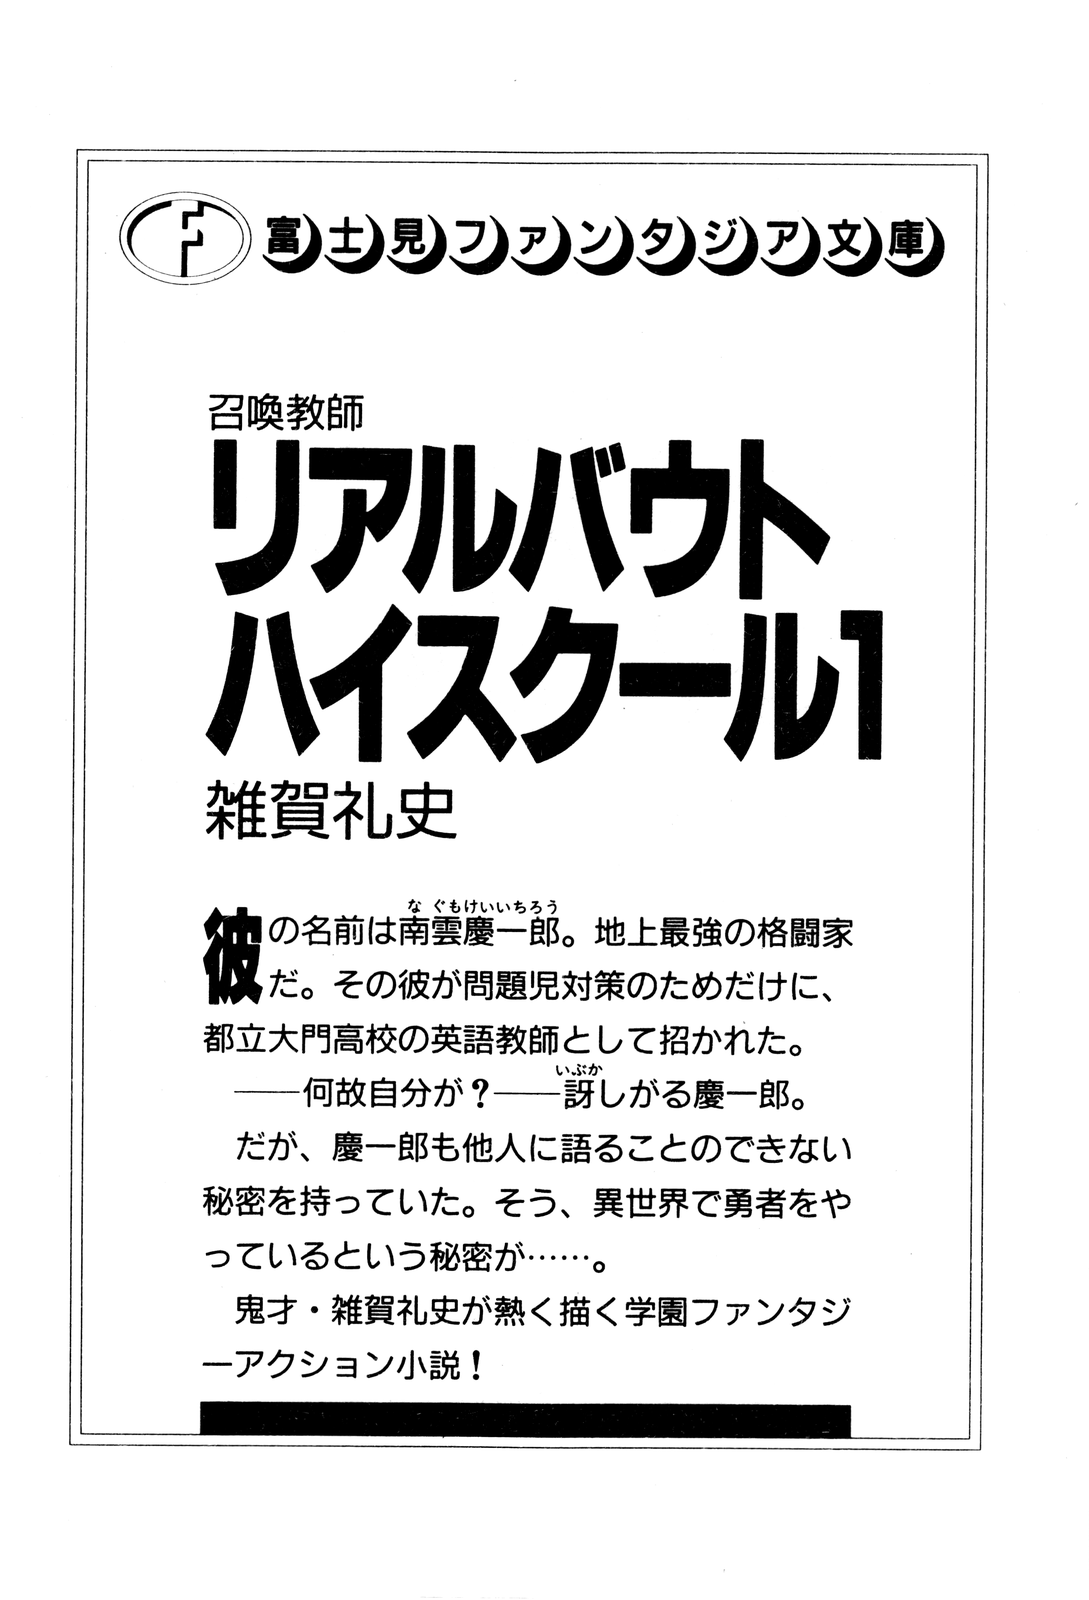 富士見ファンタジア文庫
召喚教師
リアルバウト
ハイスクール1
雑賀礼史
彼の名前は南雲慶一郎。地上最強の格闘家
なぐもけいいちろう
だ。その彼が問題児対策のためだけに、
都立大門高校の英語教師として招かれた。
――何故自分が?――訝しがる慶一郎。
いぶか
だが、慶一郎も他人に語ることのできない
秘密を持っていた。そう、異世界で勇者をや
っているという秘密が……。
鬼才・雑賀礼史が熱く描く学園ファンタジ
ーアクション小説!